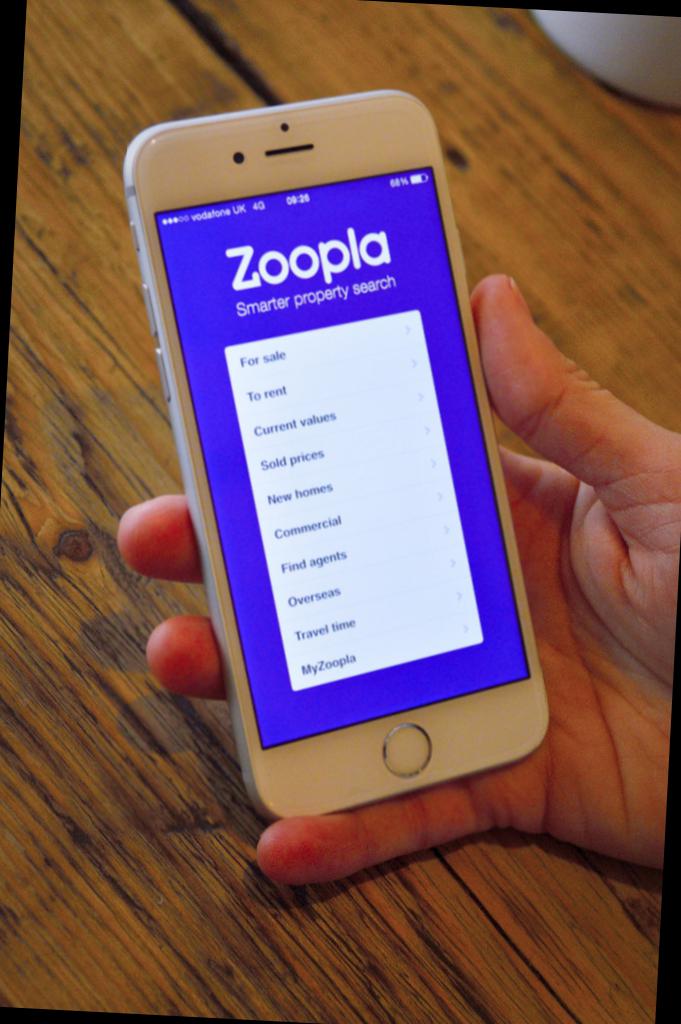 vodafone UK 4G 09:26 68%
Zoopla
Smarter property search
For sale
To rent
Current values
Sold prices
New homes
Commercial
Find agents
Overseas
Travel time
MyZoopla